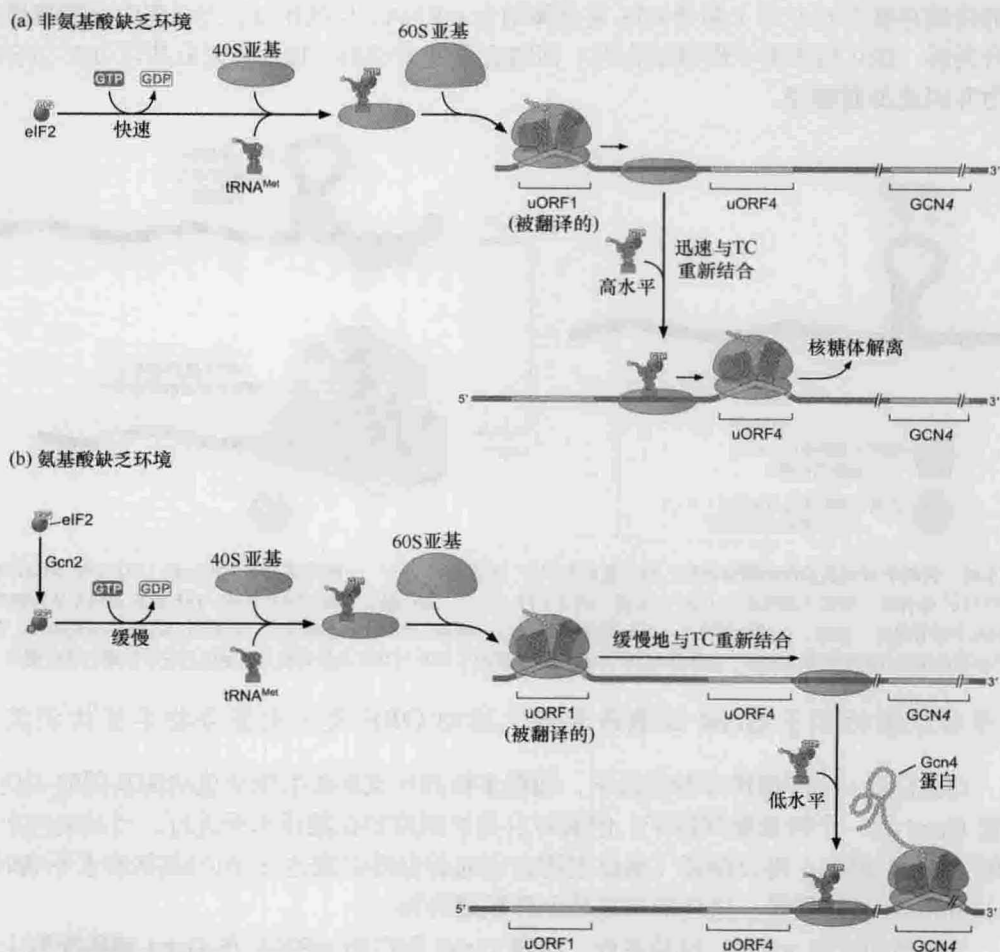 (a) 非氨基酸缺乏环境
40S亚基
60S亚基
GTP
GDP
eIF2
快速
tRNAMet
uORF1
(被翻译的)
uORF4
GCN4
3'
迅速与TC
重新结合
高水平
核糖体解离
5'
3'
uORF4
GCN4
(b) 氨基酸缺乏环境
eIF2
Gcn2
40S亚基
60S亚基
GTP
GDP
缓慢
tRNAMet
缓慢地与TC重新结合
3'
uORF1
(被翻译的)
uORF4
GCN4
低水平
Gcn4
蛋白
5'
3'
uORF1
uORF4
GCN4